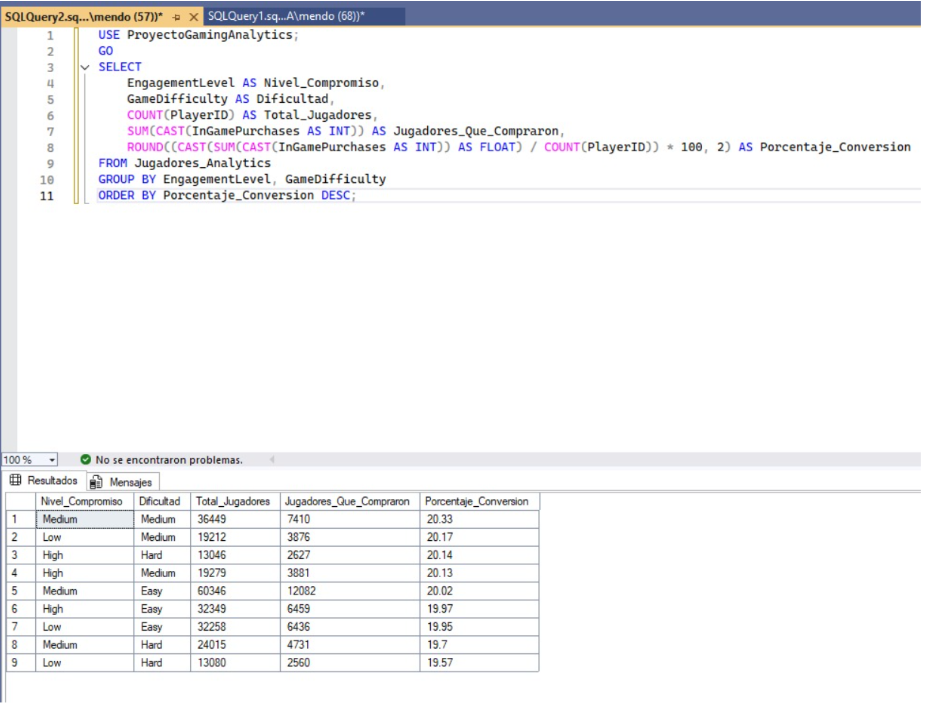 SQLQuery2.sq...\mendo (57))* SQLQuery1.sq...A\mendo (68))*
1 USE ProyectoGamingAnalytics;
2 GO
3 SELECT
4 EngagementLevel AS Nivel_Compromiso,
5 GameDifficulty AS Dificultad,
6 COUNT(PlayerID) AS Total_Jugadores,
7 SUM(CAST(InGamePurchases AS INT)) AS Jugadores_Que_Compraron,
8 ROUND((CAST(SUM(CAST(InGamePurchases AS INT)) AS FLOAT) / COUNT(PlayerID)) * 100, 2) AS Porcentaje_Conversion
9 FROM Jugadores_Analytics
10 GROUP BY EngagementLevel, GameDifficulty
11 ORDER BY Porcentaje_Conversion DESC;
100 % No se encontraron problemas.
Resultados Mensajes
Nivel_Compromiso Dificultad Total_Jugadores Jugadores_Que_Compraron Porcentaje_Conversion
1 Medium Medium 36449 7410 20.33
2 Low Medium 19212 3876 20.17
3 High Hard 13046 2627 20.14
4 High Medium 19279 3881 20.13
5 Medium Easy 60346 12082 20.02
6 High Easy 32349 6459 19.97
7 Low Easy 32258 6436 19.95
8 Medium Hard 24015 4731 19.7
9 Low Hard 13080 2560 19.57